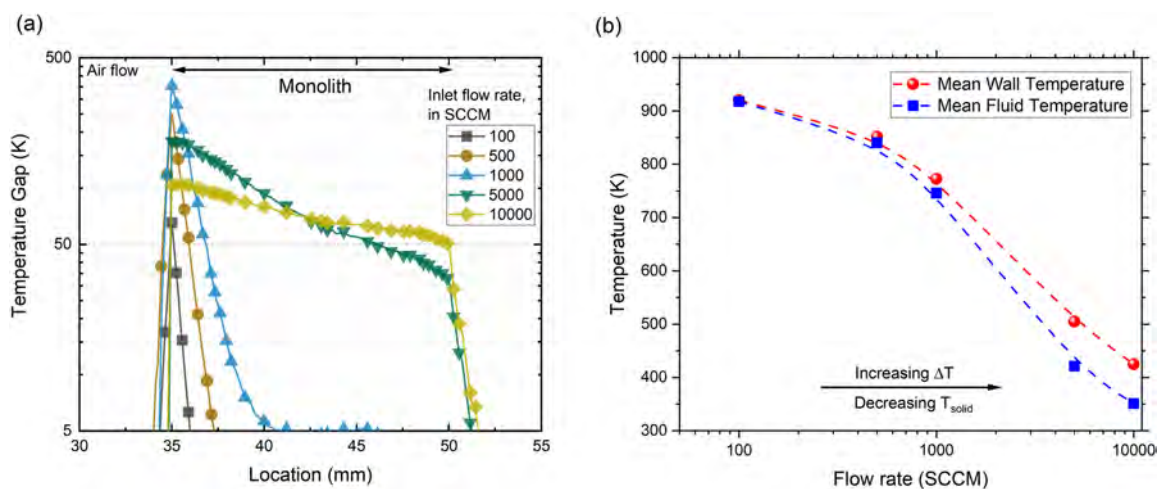 (a)
500
50
5
Temperature Gap (K)
Air flow
Monolith
Inlet flow rate,
in SCCM
100
500
1000
5000
10000
30 35 40 45 50 55
Location (mm)
(b)
1000
900
800
700
600
500
400
300
Temperature (K)
Mean Wall Temperature
Mean Fluid Temperature
Increasing ΔT
Decreasing Tsolid
100 1000 10000
Flow rate (SCCM)